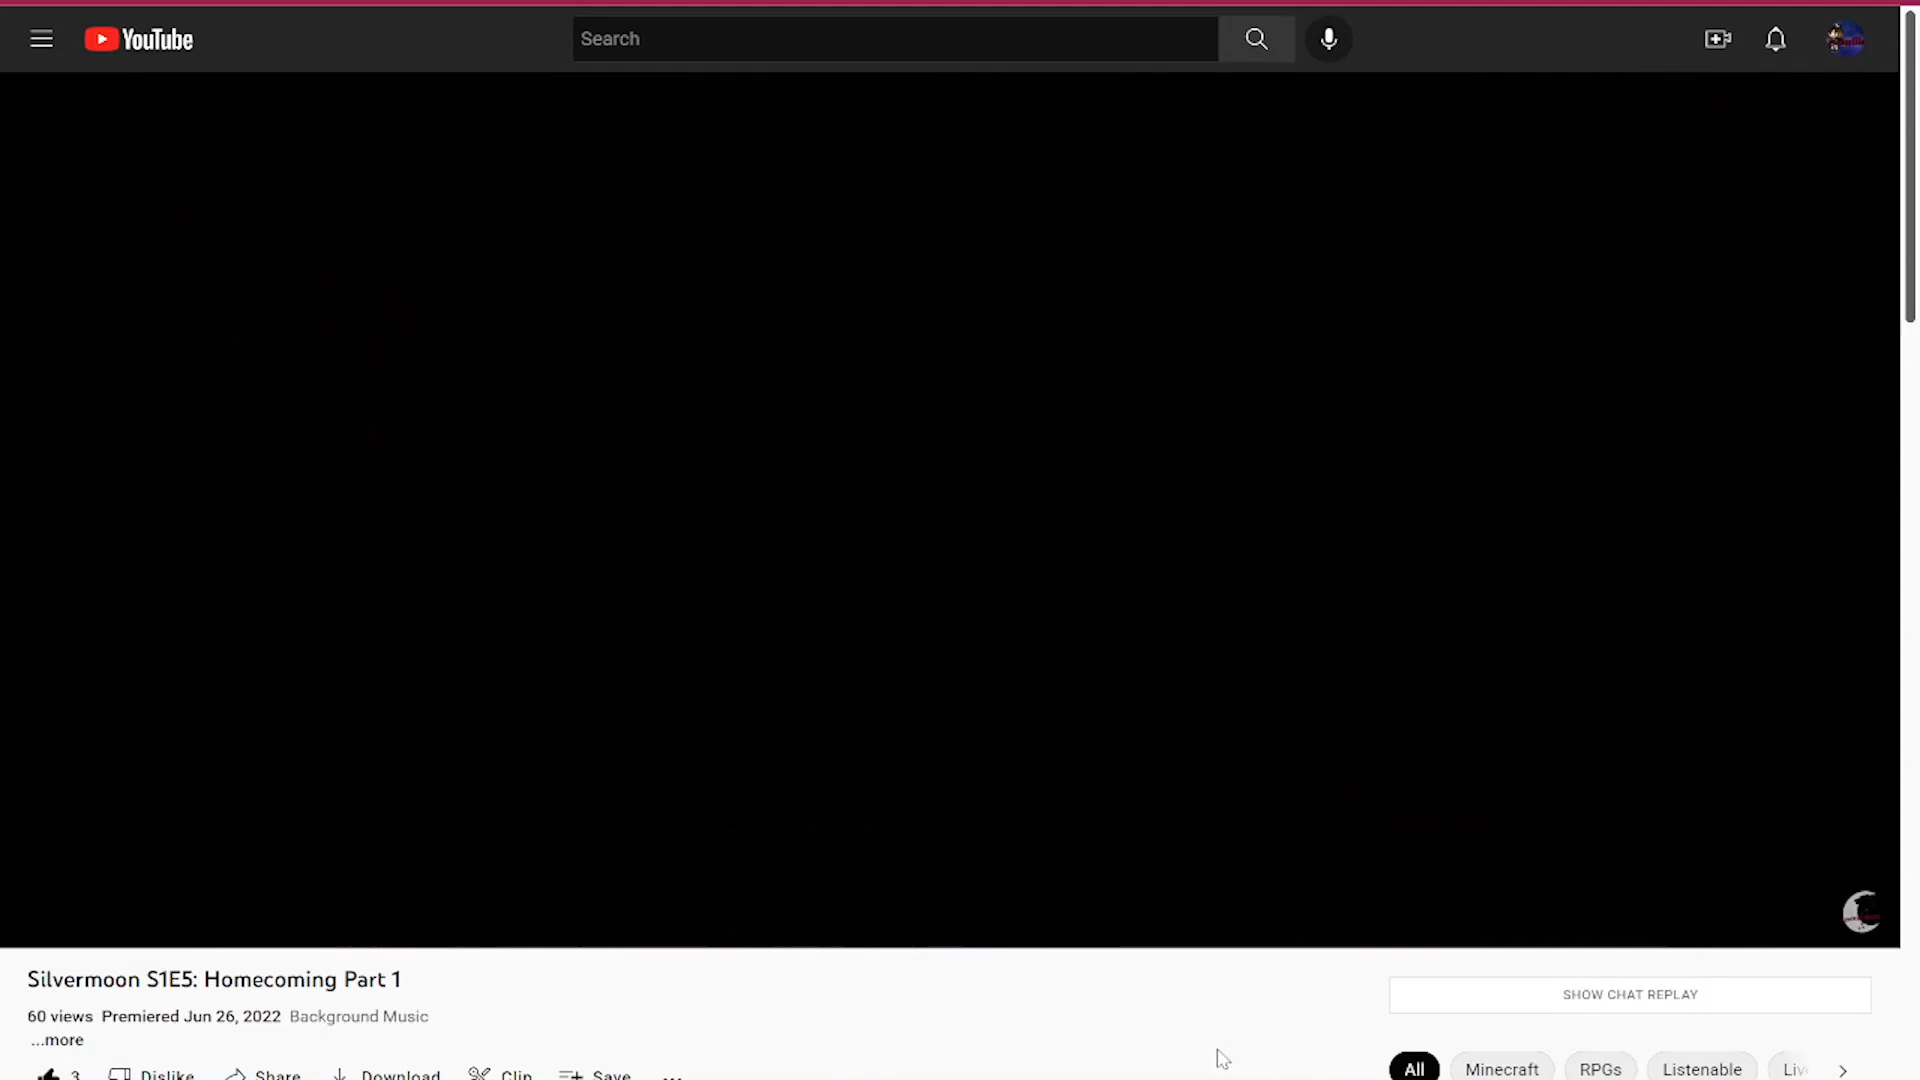 YouTube
Search
Silvermoon S1E5: Homecoming Part 1
SHOW CHAT REPLAY
60 views Premiered Jun 26, 2022 Background Music
...more
3 Dislike Share Download Clip Save ...
All Minecraft RPGs Listenable